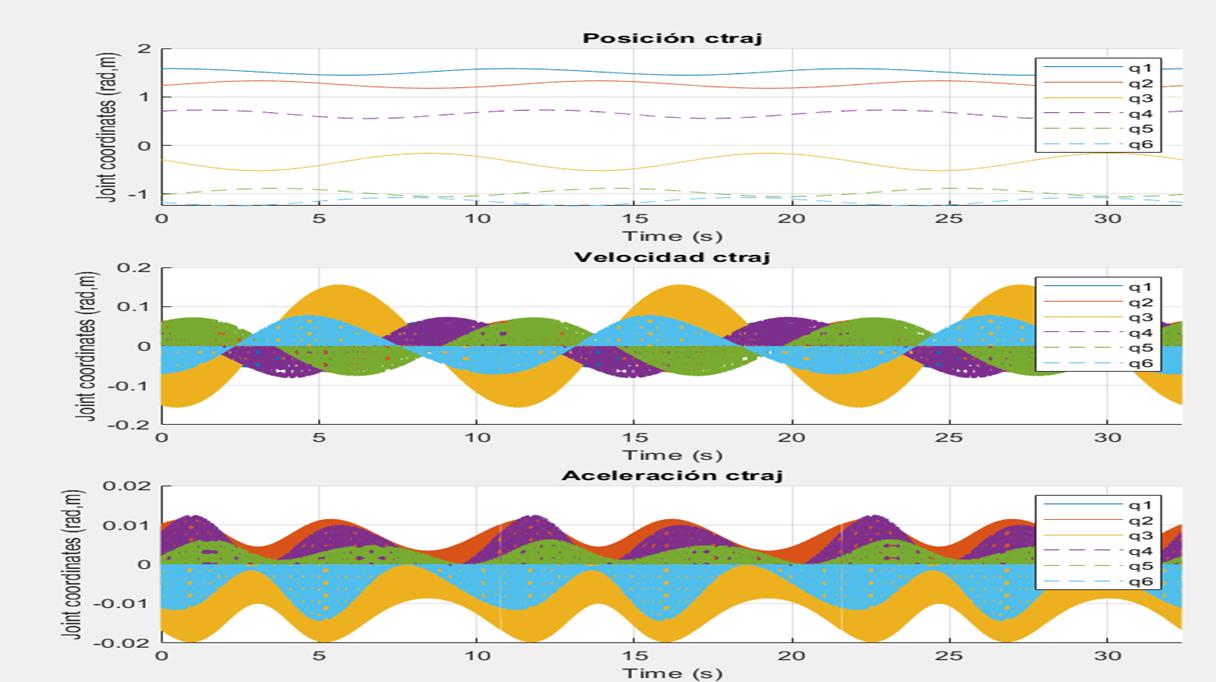 Posición ctraj
Joint coordinates (rad,m)
2
1
0
-1
q1
q2
q3
q4
q5
q6
0 5 10 15 20 25 30
Time (s)
Velocidad ctraj
Joint coordinates (rad,m)
0.2
0.1
0
-0.1
-0.2
q1
q2
q3
q4
q5
q6
0 5 10 15 20 25 30
Time (s)
Aceleración ctraj
Joint coordinates (rad,m)
0.02
0.01
0
-0.01
-0.02
q1
q2
q3
q4
q5
q6
0 5 10 15 20 25 30
Time (s)